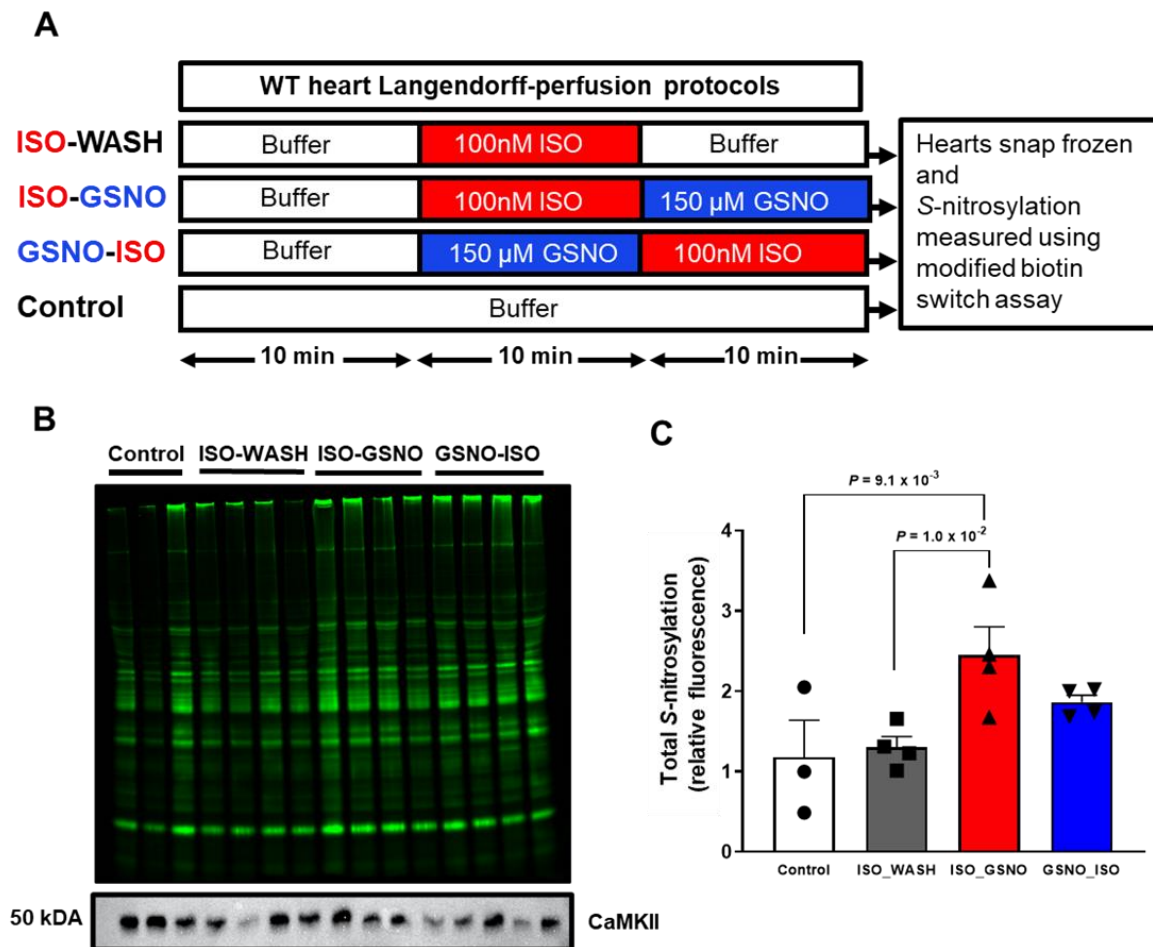 A
WT heart Langendorff-perfusion protocols
ISO-WASH
Buffer
100nM ISO
Buffer
ISO-GSNO
Buffer
100nM ISO
150 µM GSNO
GSNO-ISO
Buffer
150 µM GSNO
100nM ISO
Control
Buffer
10 min
10 min
10 min
Hearts snap frozen
and
S-nitrosylation
measured using
modified biotin
switch assay
B
Control
ISO-WASH
ISO-GSNO
GSNO-ISO
50 kDA
CaMKII
C
P = 9.1 x 10⁻³
P = 1.0 x 10⁻²
Total S-nitrosylation
(relative fluorescence)
4
3
2
1
0
Control
ISO_WASH
ISO_GSNO
GSNO_ISO